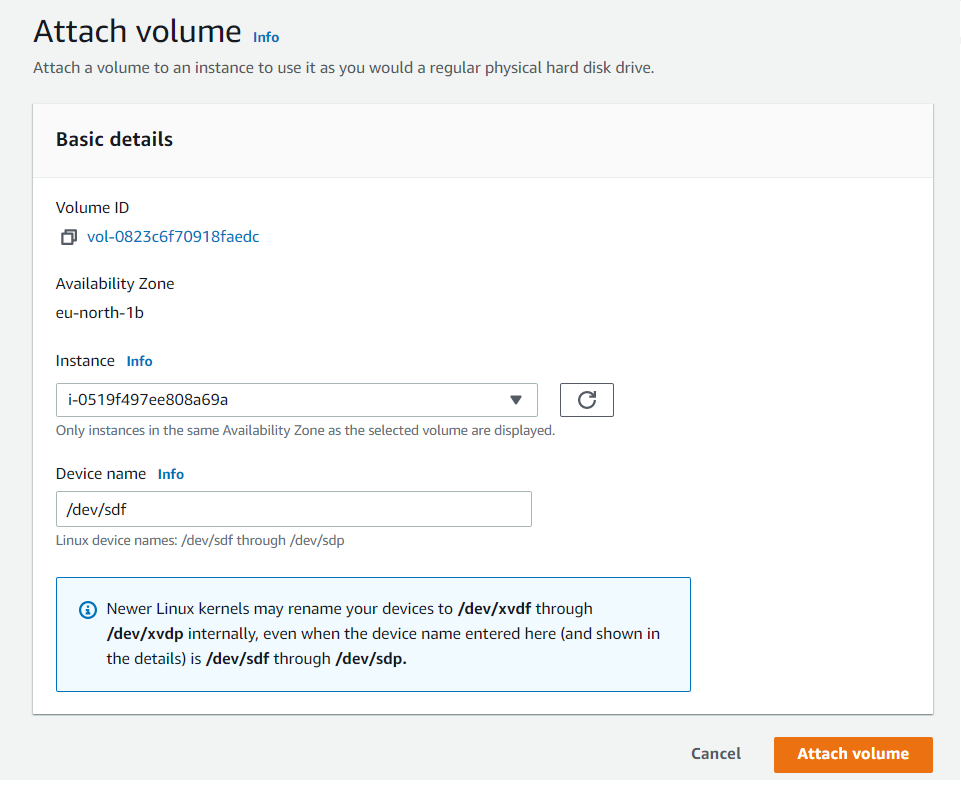 Attach volume Info
Attach a volume to an instance to use it as you would a regular physical hard disk drive.
Basic details
Volume ID
vol-0823c6f70918faedc
Availability Zone
eu-north-1b
Instance Info
i-0519f497ee808a69a
Only instances in the same Availability Zone as the selected volume are displayed.
Device name Info
/dev/sdf
Linux device names: /dev/sdf through /dev/sdp
Newer Linux kernels may rename your devices to /dev/xvdf through
/dev/xvdp internally, even when the device name entered here (and shown in
the details) is /dev/sdf through /dev/sdp.
Cancel Attach volume